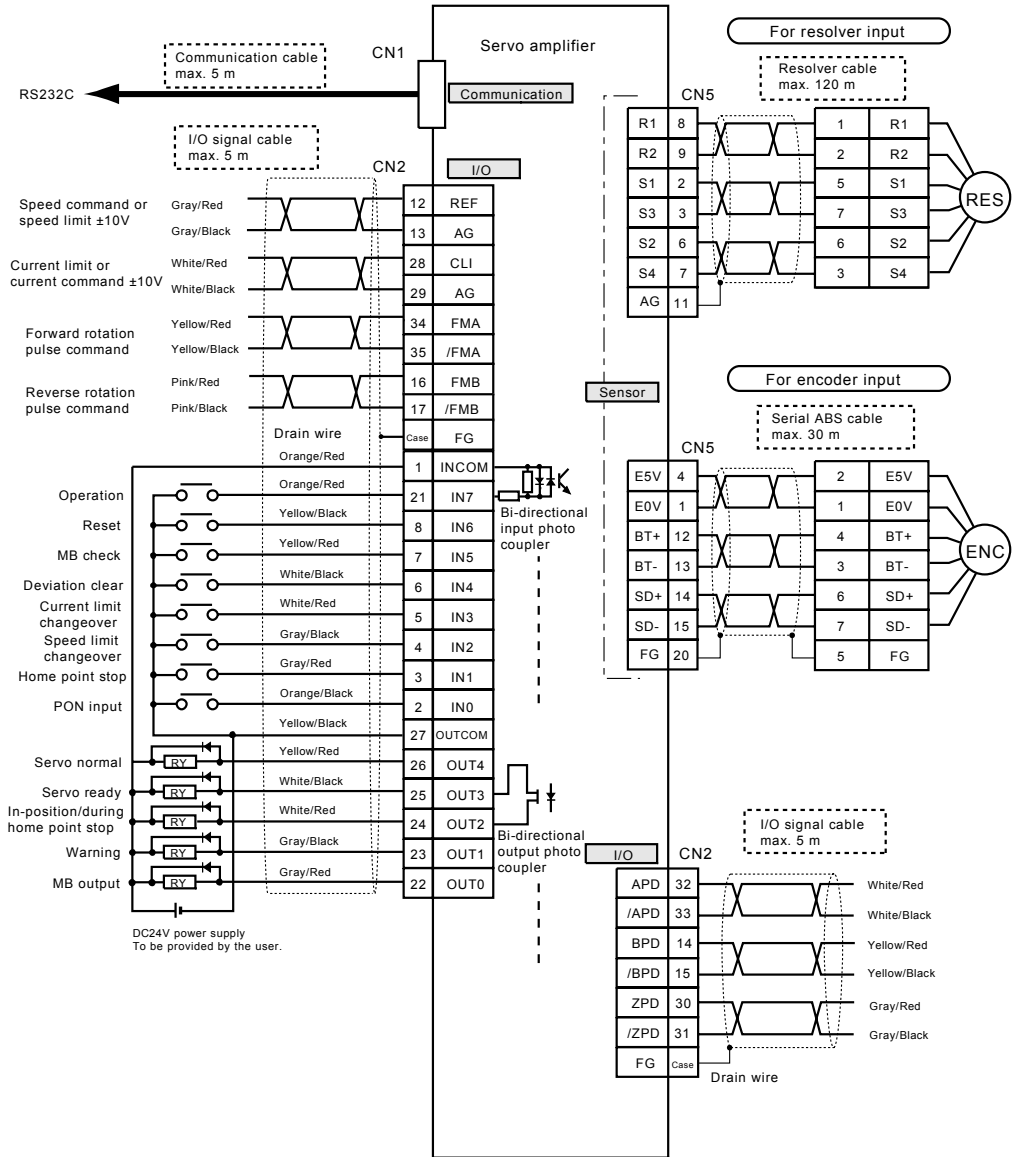 Servo amplifier
CN1
Communication cable
max. 5 m
RS232C
Communication
I/O signal cable
max. 5 m
CN2
I/O
Speed command or
speed limit ±10V
Gray/Red
12 REF
Gray/Black
13 AG
Current limit or
current command ±10V
White/Red
28 CLI
White/Black
29 AG
Forward rotation
pulse command
Yellow/Red
34 FMA
Yellow/Black
35 /FMA
Reverse rotation
pulse command
Pink/Red
16 FMB
Pink/Black
17 /FMB
Drain wire
Case FG
Orange/Red
1 INCOM
Operation
Orange/Red
21 IN7
Bi-directional
input photo
coupler
Reset
Yellow/Black
8 IN6
MB check
Yellow/Red
7 IN5
Deviation clear
White/Black
6 IN4
Current limit
changeover
White/Red
5 IN3
Speed limit
changeover
Gray/Black
4 IN2
Home point stop
Gray/Red
3 IN1
PON input
Orange/Black
2 IN0
Yellow/Black
27 OUTCOM
Servo normal
RY
Yellow/Red
26 OUT4
Servo ready
RY
White/Black
25 OUT3
In-position/during
home point stop
RY
White/Red
24 OUT2
Bi-directional
output photo
coupler
Warning
RY
Gray/Black
23 OUT1
MB output
RY
Gray/Red
22 OUT0
DC24V power supply
To be provided by the user.
For resolver input
Resolver cable
max. 120 m
CN5
R1 8 1 R1
R2 9 2 R2
S1 2 5 S1
S3 3 7 S3
S2 6 6 S2
S4 7 3 S4
AG 11
RES
Sensor
For encoder input
Serial ABS cable
max. 30 m
CN5
E5V 4 2 E5V
E0V 1 1 E0V
BT+ 12 4 BT+
BT- 13 3 BT-
SD+ 14 6 SD+
SD- 15 7 SD-
FG 20 5 FG
ENC
I/O signal cable
max. 5 m
I/O
CN2
APD 32 White/Red
/APD 33 White/Black
BPD 14 Yellow/Red
/BPD 15 Yellow/Black
ZPD 30 Gray/Red
/ZPD 31 Gray/Black
FG Case
Drain wire